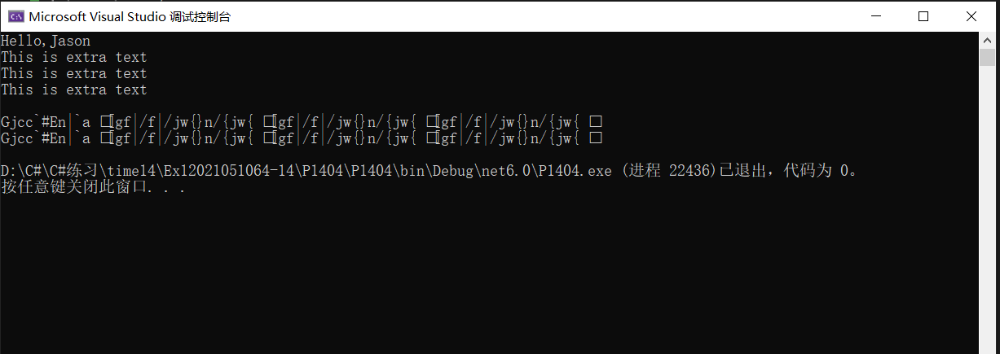 Microsoft Visual Studio 调试控制台
Hello,Jason
This is extra text
This is extra text
This is extra text
Gjcc`#En|`a □[gf|/f|/jw{}n/{jw{ □[gf|/f|/jw{}n/{jw{ □[gf|/f|/jw{}n/{jw{ □
Gjcc`#En|`a □[gf|/f|/jw{}n/{jw{ □[gf|/f|/jw{}n/{jw{ □[gf|/f|/jw{}n/{jw{ □
D:\C#\C#练习\time14\Ex12021051064-14\P1404\P1404\bin\Debug\net6.0\P1404.exe (进程 22436)已退出，代码为 0。
按任意键关闭此窗口. . .